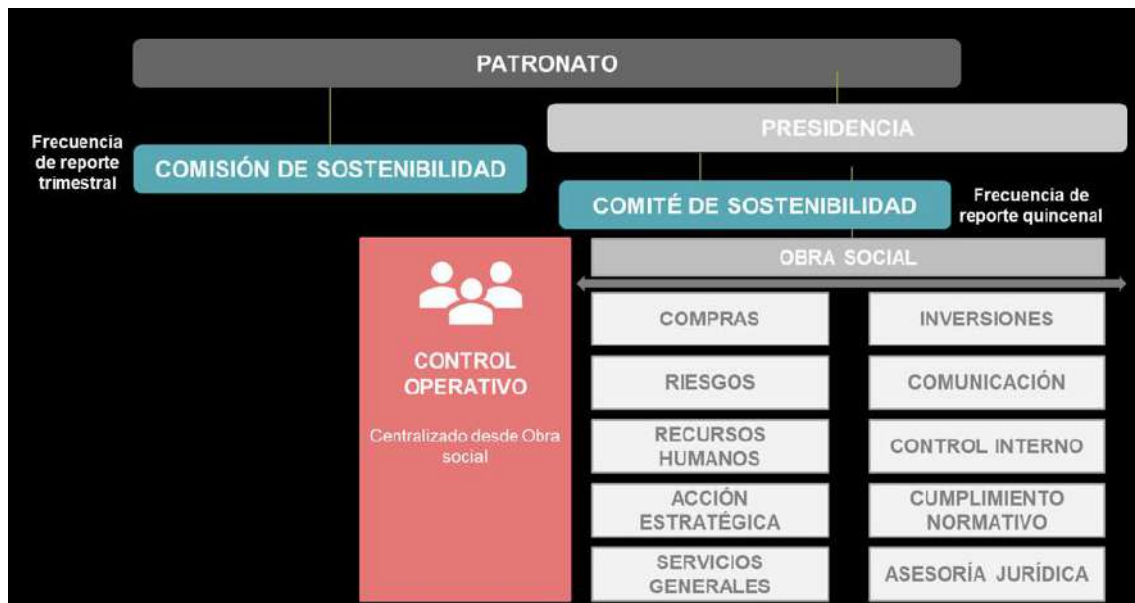 PATRONATO
PRESIDENCIA
Frecuencia
de reporte
trimestral
COMISIÓN DE SOSTENIBILIDAD
COMITÉ DE SOSTENIBILIDAD
Frecuencia de
reporte quincenal
OBRA SOCIAL
CONTROL
OPERATIVO
Centralizado desde Obra
social
COMPRAS
INVERSIONES
RIESGOS
COMUNICACIÓN
RECURSOS
HUMANOS
CONTROL INTERNO
ACCIÓN
ESTRATÉGICA
CUMPLIMIENTO
NORMATIVO
SERVICIOS
GENERALES
ASESORÍA JURÍDICA